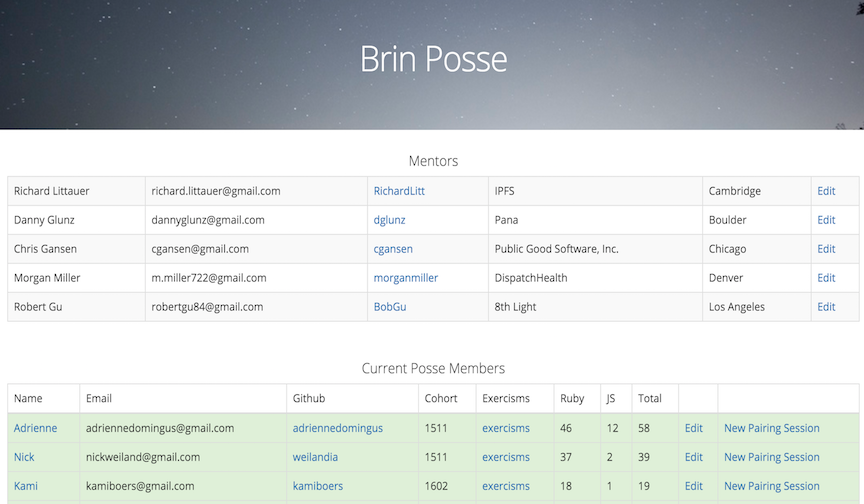 Brin Posse
Mentors
Richard Littauer richard.littauer@gmail.com RichardLitt IPFS Cambridge Edit
Danny Glunz dannyglunz@gmail.com dglunz Pana Boulder Edit
Chris Gansen cgansen@gmail.com cgansen Public Good Software, Inc. Chicago Edit
Morgan Miller m.miller722@gmail.com morganmiller DispatchHealth Denver Edit
Robert Gu robertgu84@gmail.com BobGu 8th Light Los Angeles Edit
Current Posse Members
Name Email Github Cohort Exercisms Ruby JS Total
Adrienne adriennedomingus@gmail.com adriennedomingus 1511 exercisms 46 12 58 Edit New Pairing Session
Nick nickweiland@gmail.com weilandia 1511 exercisms 37 2 39 Edit New Pairing Session
Kami kamiboers@gmail.com kamiboers 1602 exercisms 18 1 19 Edit New Pairing Session